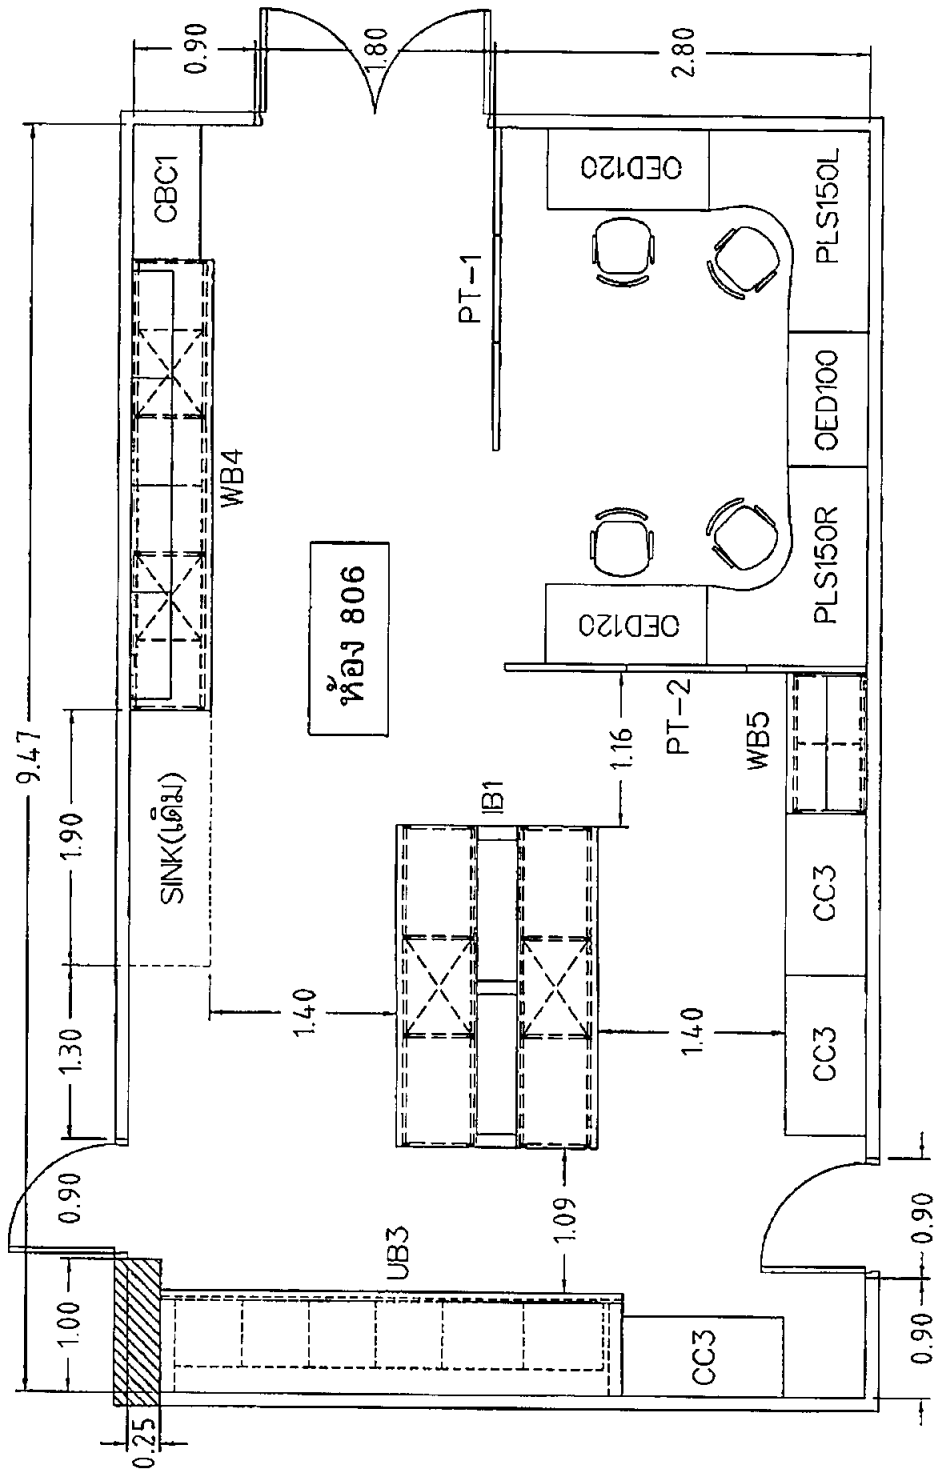 9.47
0.90
1.80
2.80
CBC1
WB4
PT-1
OED120
PLS150L
OED100
OED120
PLS150R
ห้อง 806
1.90
SINK(เดิม)
1.16
PT-2
WB5
IB1
CC3
1.30
1.40
1.40
CC3
0.90
1.09
0.90
UB3
1.00
CC3
0.90
0.25